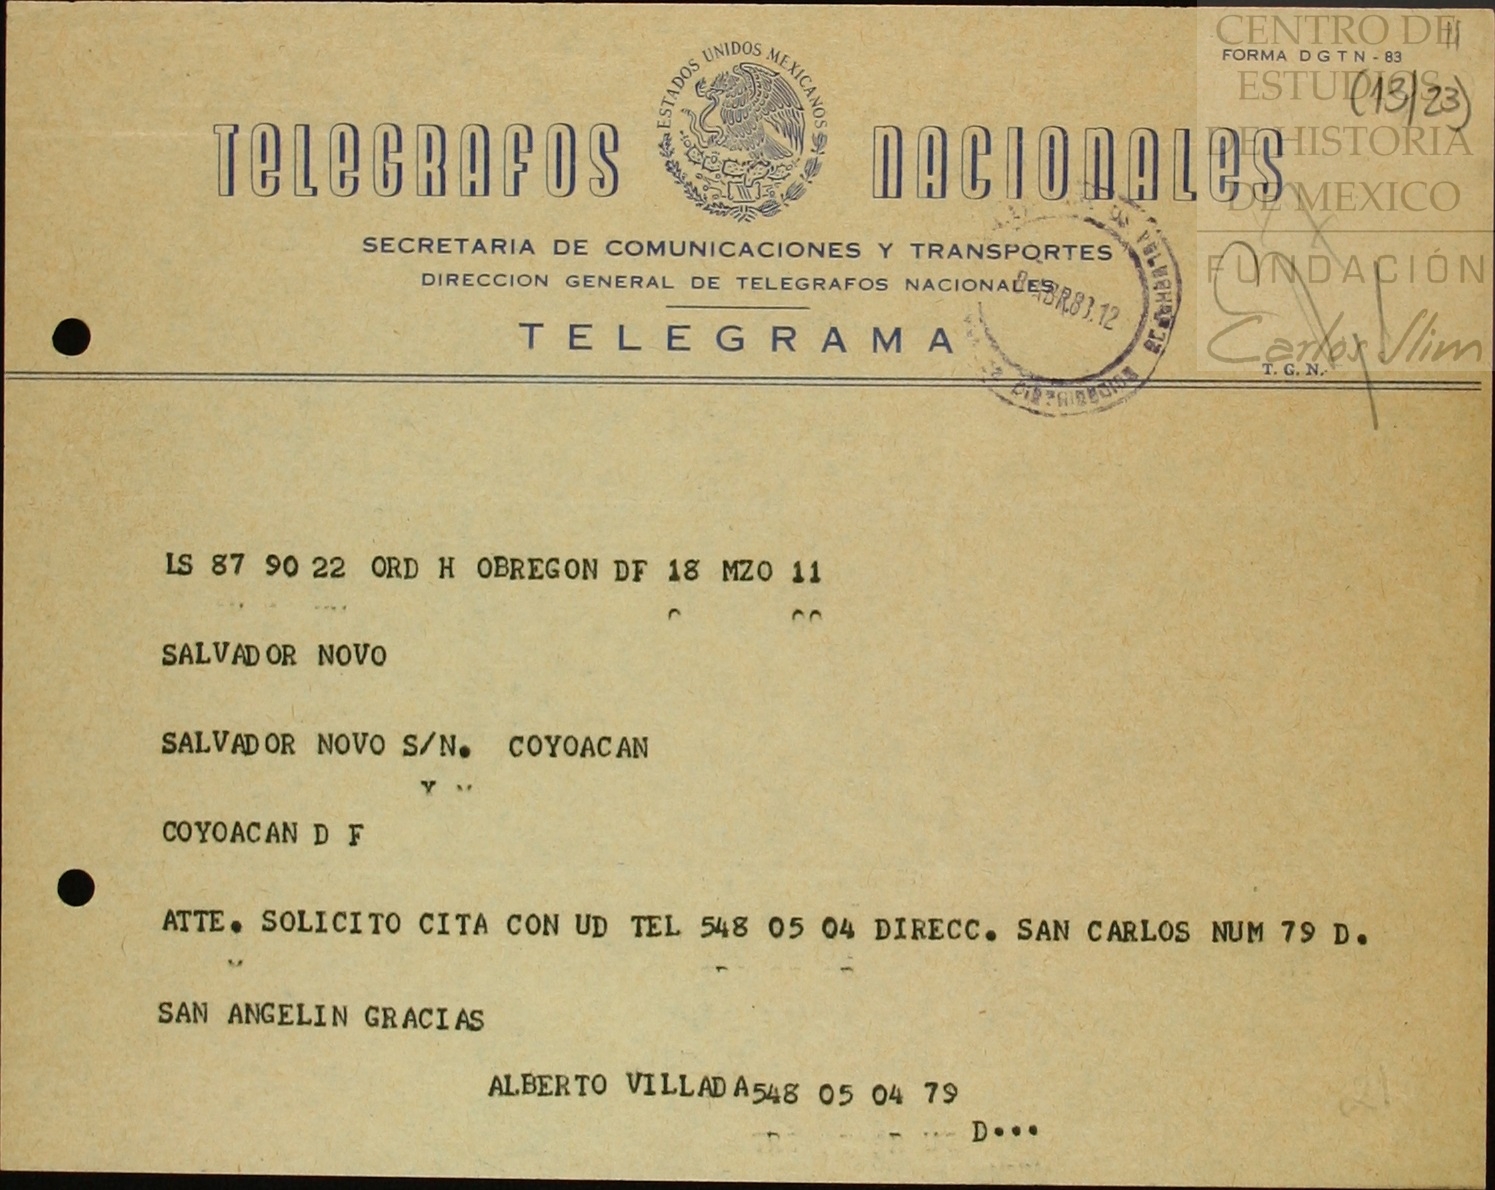 CENTRO DE
ESTUDIOS
DE HISTORIA
DE MEXICO
FUNDACIÓN
Carlos Slim
11
FORMA D G T N - 83
(13/23)
ESTADOS UNIDOS MEXICANOS
TELEGRAFOS NACIONALES
SECRETARIA DE COMUNICACIONES Y TRANSPORTES
DIRECCION GENERAL DE TELEGRAFOS NACIONALES
TELEGRAMA
T. G. N.
LS 87 90 22 ORD H OBREGON DF 18 MZO 11
SALVADOR NOVO
SALVADOR NOVO S/N. COYOACAN
COYOACAN D F
ATTE. SOLICITO CITA CON UD TEL 548 05 04 DIRECC. SAN CARLOS NUM 79 D.
SAN ANGELIN GRACIAS
ALBERTO VILLADA 548 05 04 79
D...